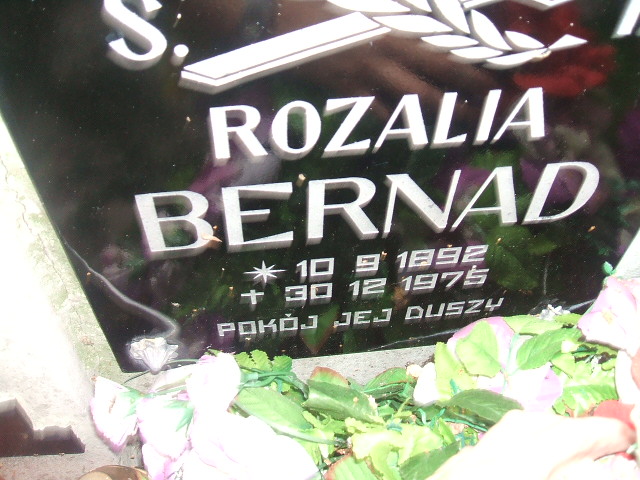 S.
ROZALIA
BERNAD
* 10 9 1892
+ 30 12 1975
POKÓJ JEJ DUSZY